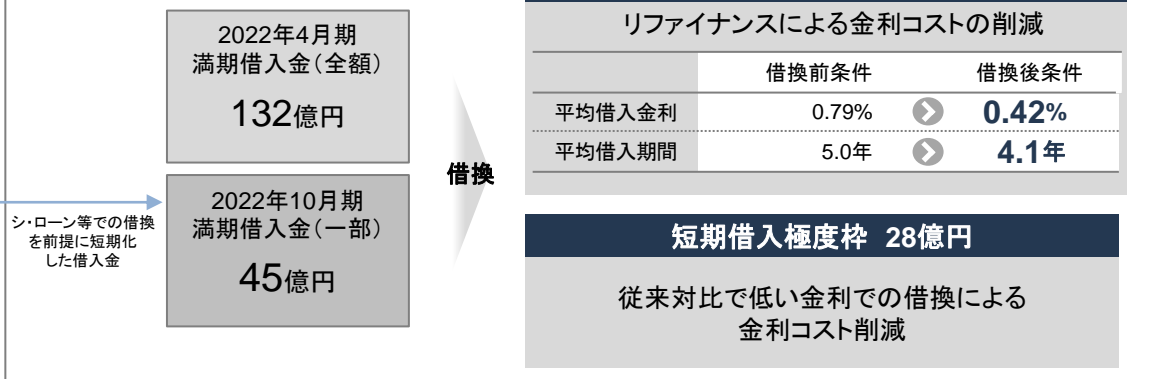 2022年4月期
満期借入金（全額）
132億円
シ・ローン等での借換
を前提に短期化
した借入金
2022年10月期
満期借入金（一部）
45億円
借換
リファイナンスによる金利コストの削減
借換前条件 借換後条件
平均借入金利 0.79% 0.42%
平均借入期間 5.0年 4.1年
短期借入極度枠 28億円
従来対比で低い金利での借換による
金利コスト削減